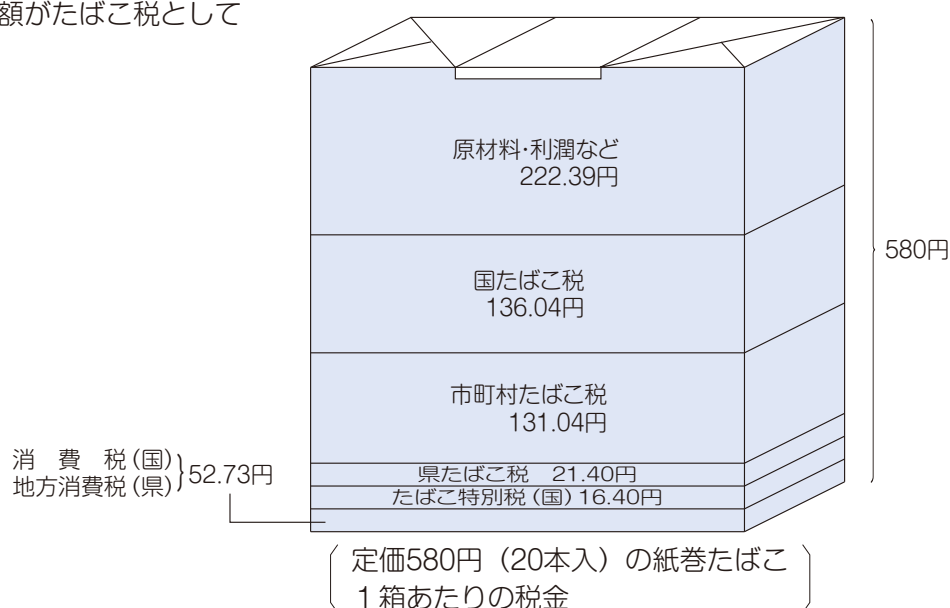 額がたばこ税として
原材料・利潤など
222.39円
国たばこ税
136.04円
市町村たばこ税
131.04円
県たばこ税 21.40円
たばこ特別税(国)16.40円
580円
消費税(国)
地方消費税(県)
52.73円
定価580円(20本入)の紙巻たばこ
1箱あたりの税金